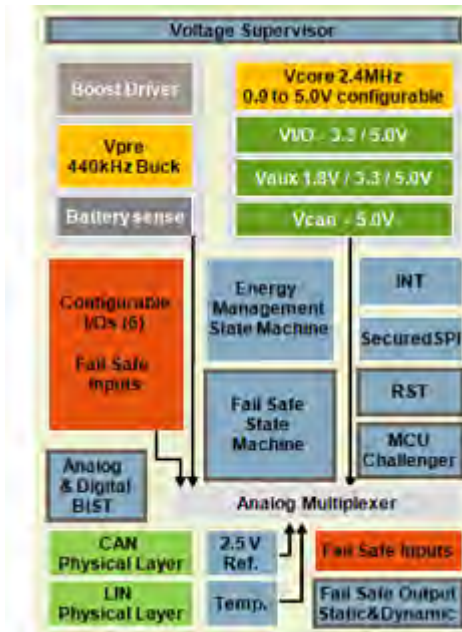 Voltage Supervisor
Boost Driver
Vcore 2.4MHz
0.9 to 5.0V configurable
Vpre
440kHz Buck
VI/O - 3.3 / 5.0V
Vaux 1.8V / 3.3 / 5.0V
Battery sense
Vcan - 5.0V
Configurable
I/Os (6)
Fail Safe
Inputs
Energy
Management
State Machine
INT
Secured SPI
Fail Safe
State
Machine
RST
MCU
Challenger
Analog
& Digital
BIST
Analog Multiplexer
CAN
Physical Layer
2.5 V
Ref.
Fail Safe Inputs
LIN
Physical Layer
Temp.
Fail Safe Output
Static&Dynamic